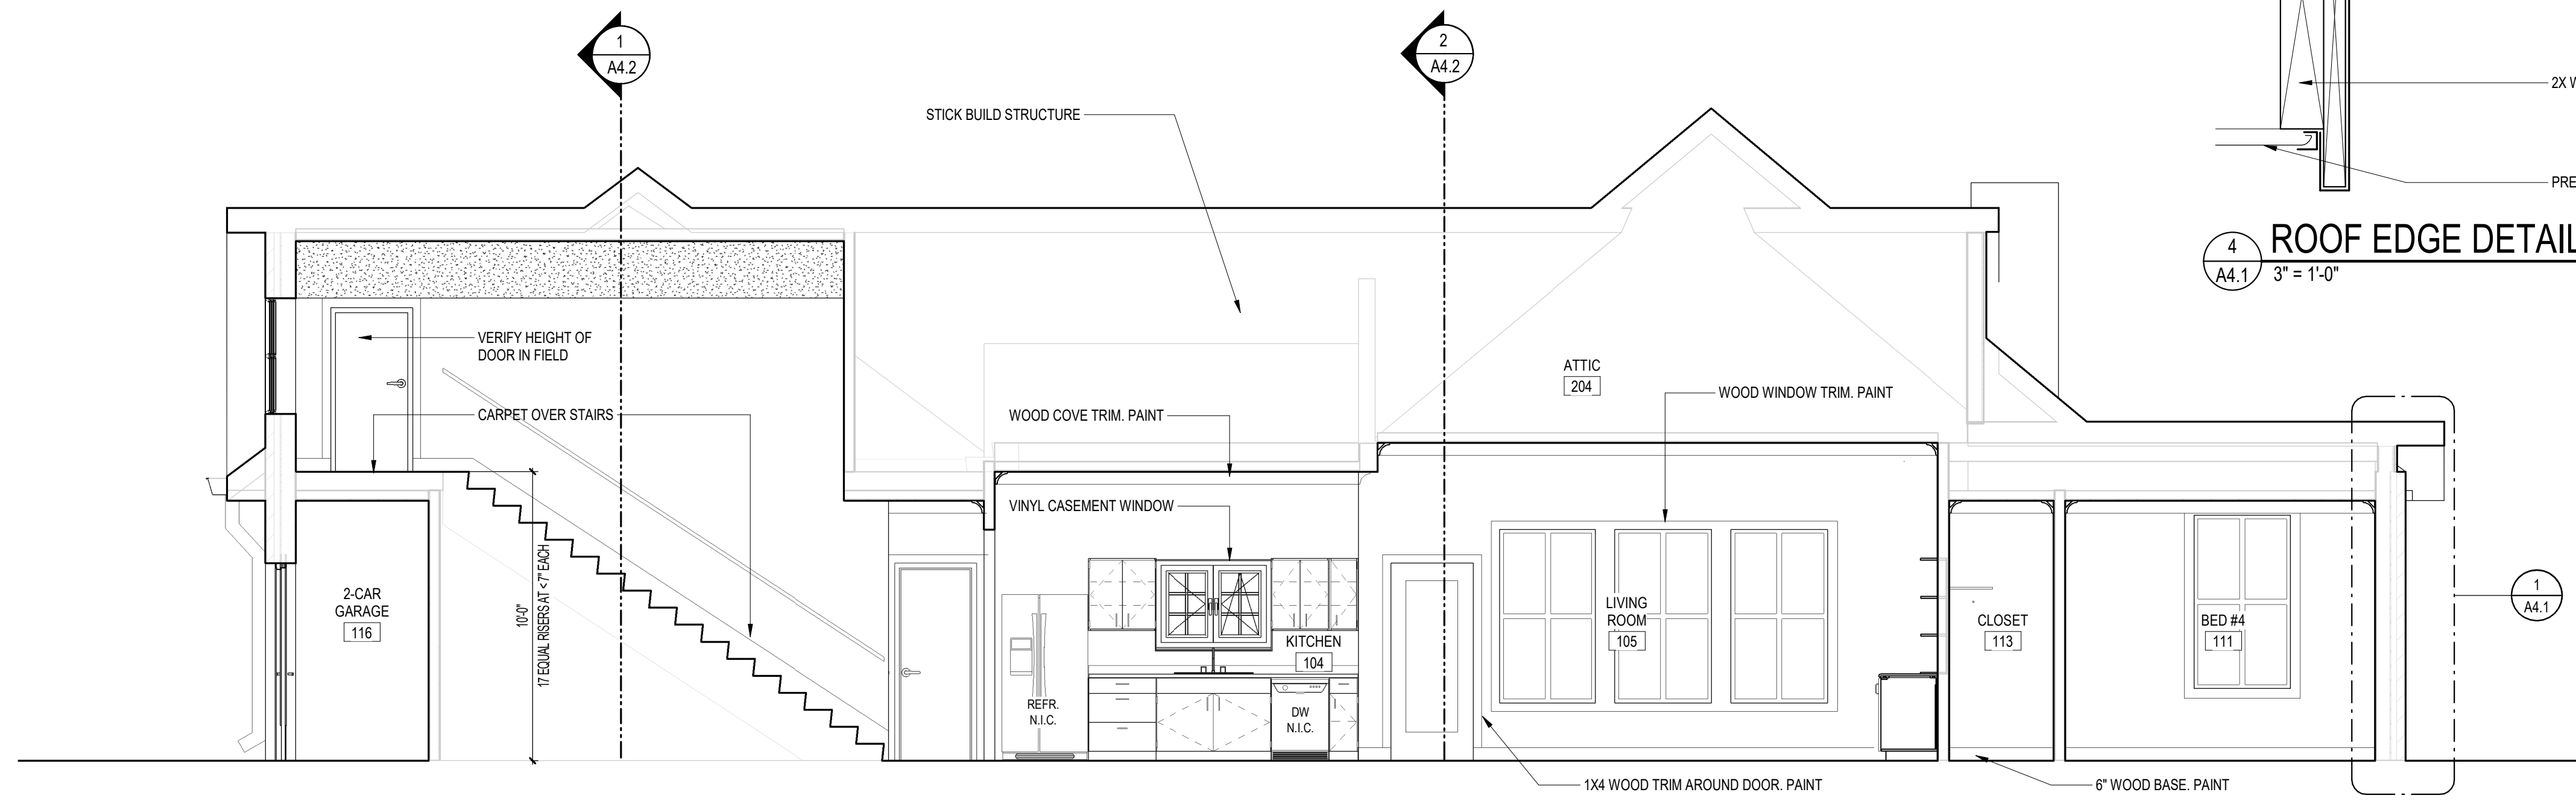 1
A4.2
2
A4.2
STICK BUILD STRUCTURE
2X W
PRE
4
A4.1
ROOF EDGE DETAIL
3" = 1'-0"
VERIFY HEIGHT OF
DOOR IN FIELD
CARPET OVER STAIRS
WOOD COVE TRIM. PAINT
VINYL CASEMENT WINDOW
ATTIC
204
WOOD WINDOW TRIM. PAINT
2-CAR
GARAGE
116
10'-0"
17 EQUAL RISERS AT <7" EACH
REFR.
N.I.C.
KITCHEN
104
DW
N.I.C.
LIVING
ROOM
105
CLOSET
113
BED #4
111
1
A4.1
1X4 WOOD TRIM AROUND DOOR. PAINT
6" WOOD BASE. PAINT